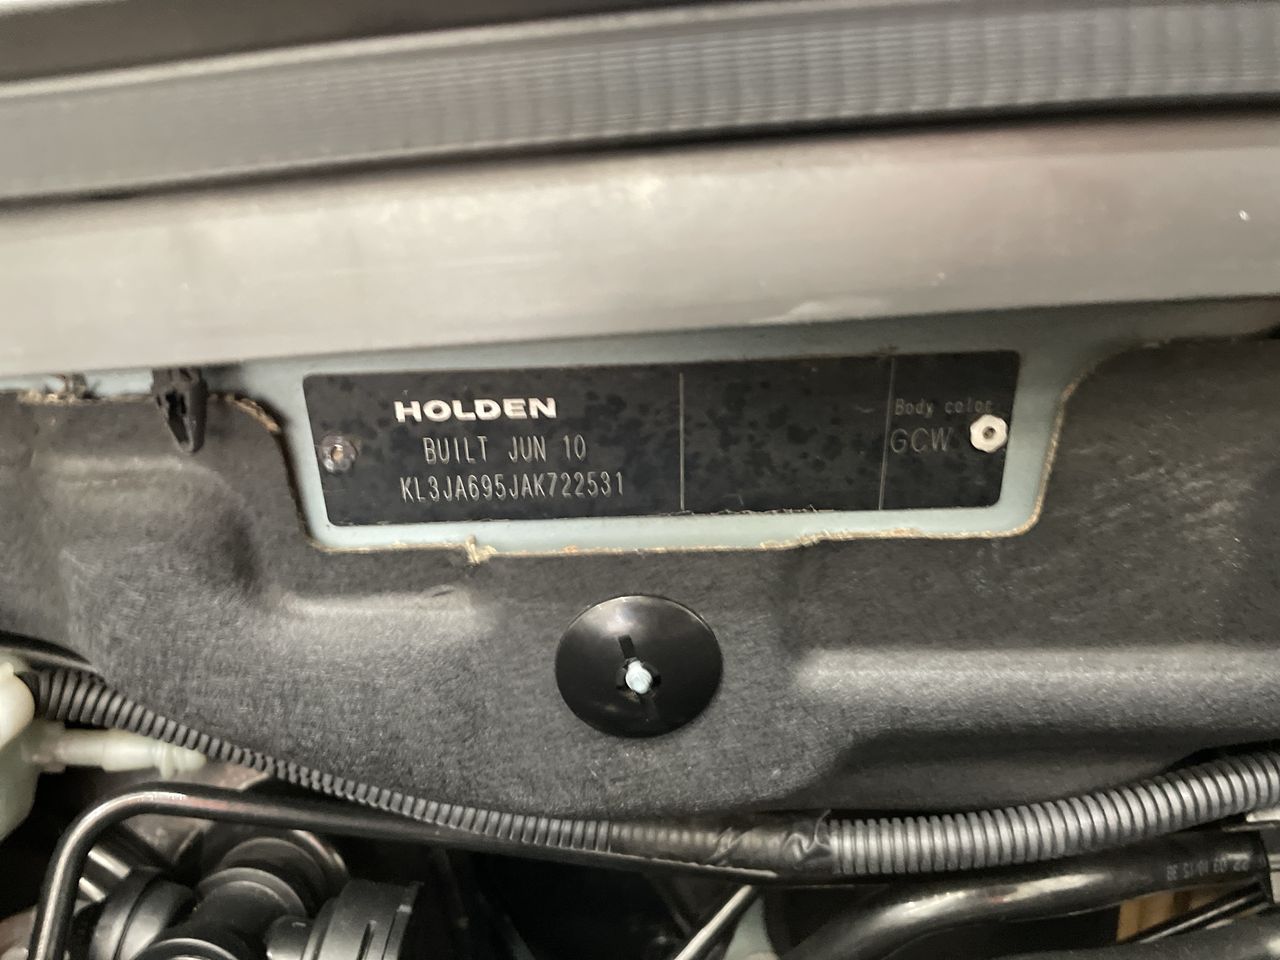 HOLDEN
BUILT JUN 10
KL3JA695JAK722531
Body color
GCW